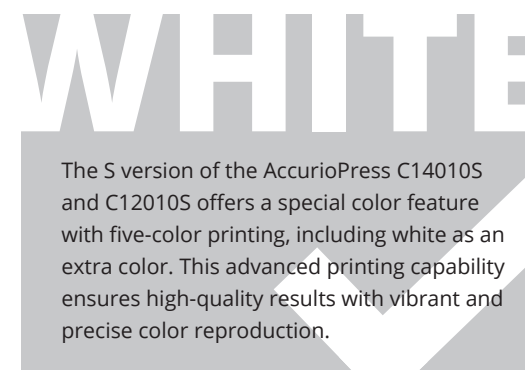 WHITE
The S version of the AccurioPress C14010S
and C12010S offers a special color feature
with five-color printing, including white as an
extra color. This advanced printing capability
ensures high-quality results with vibrant and
precise color reproduction.